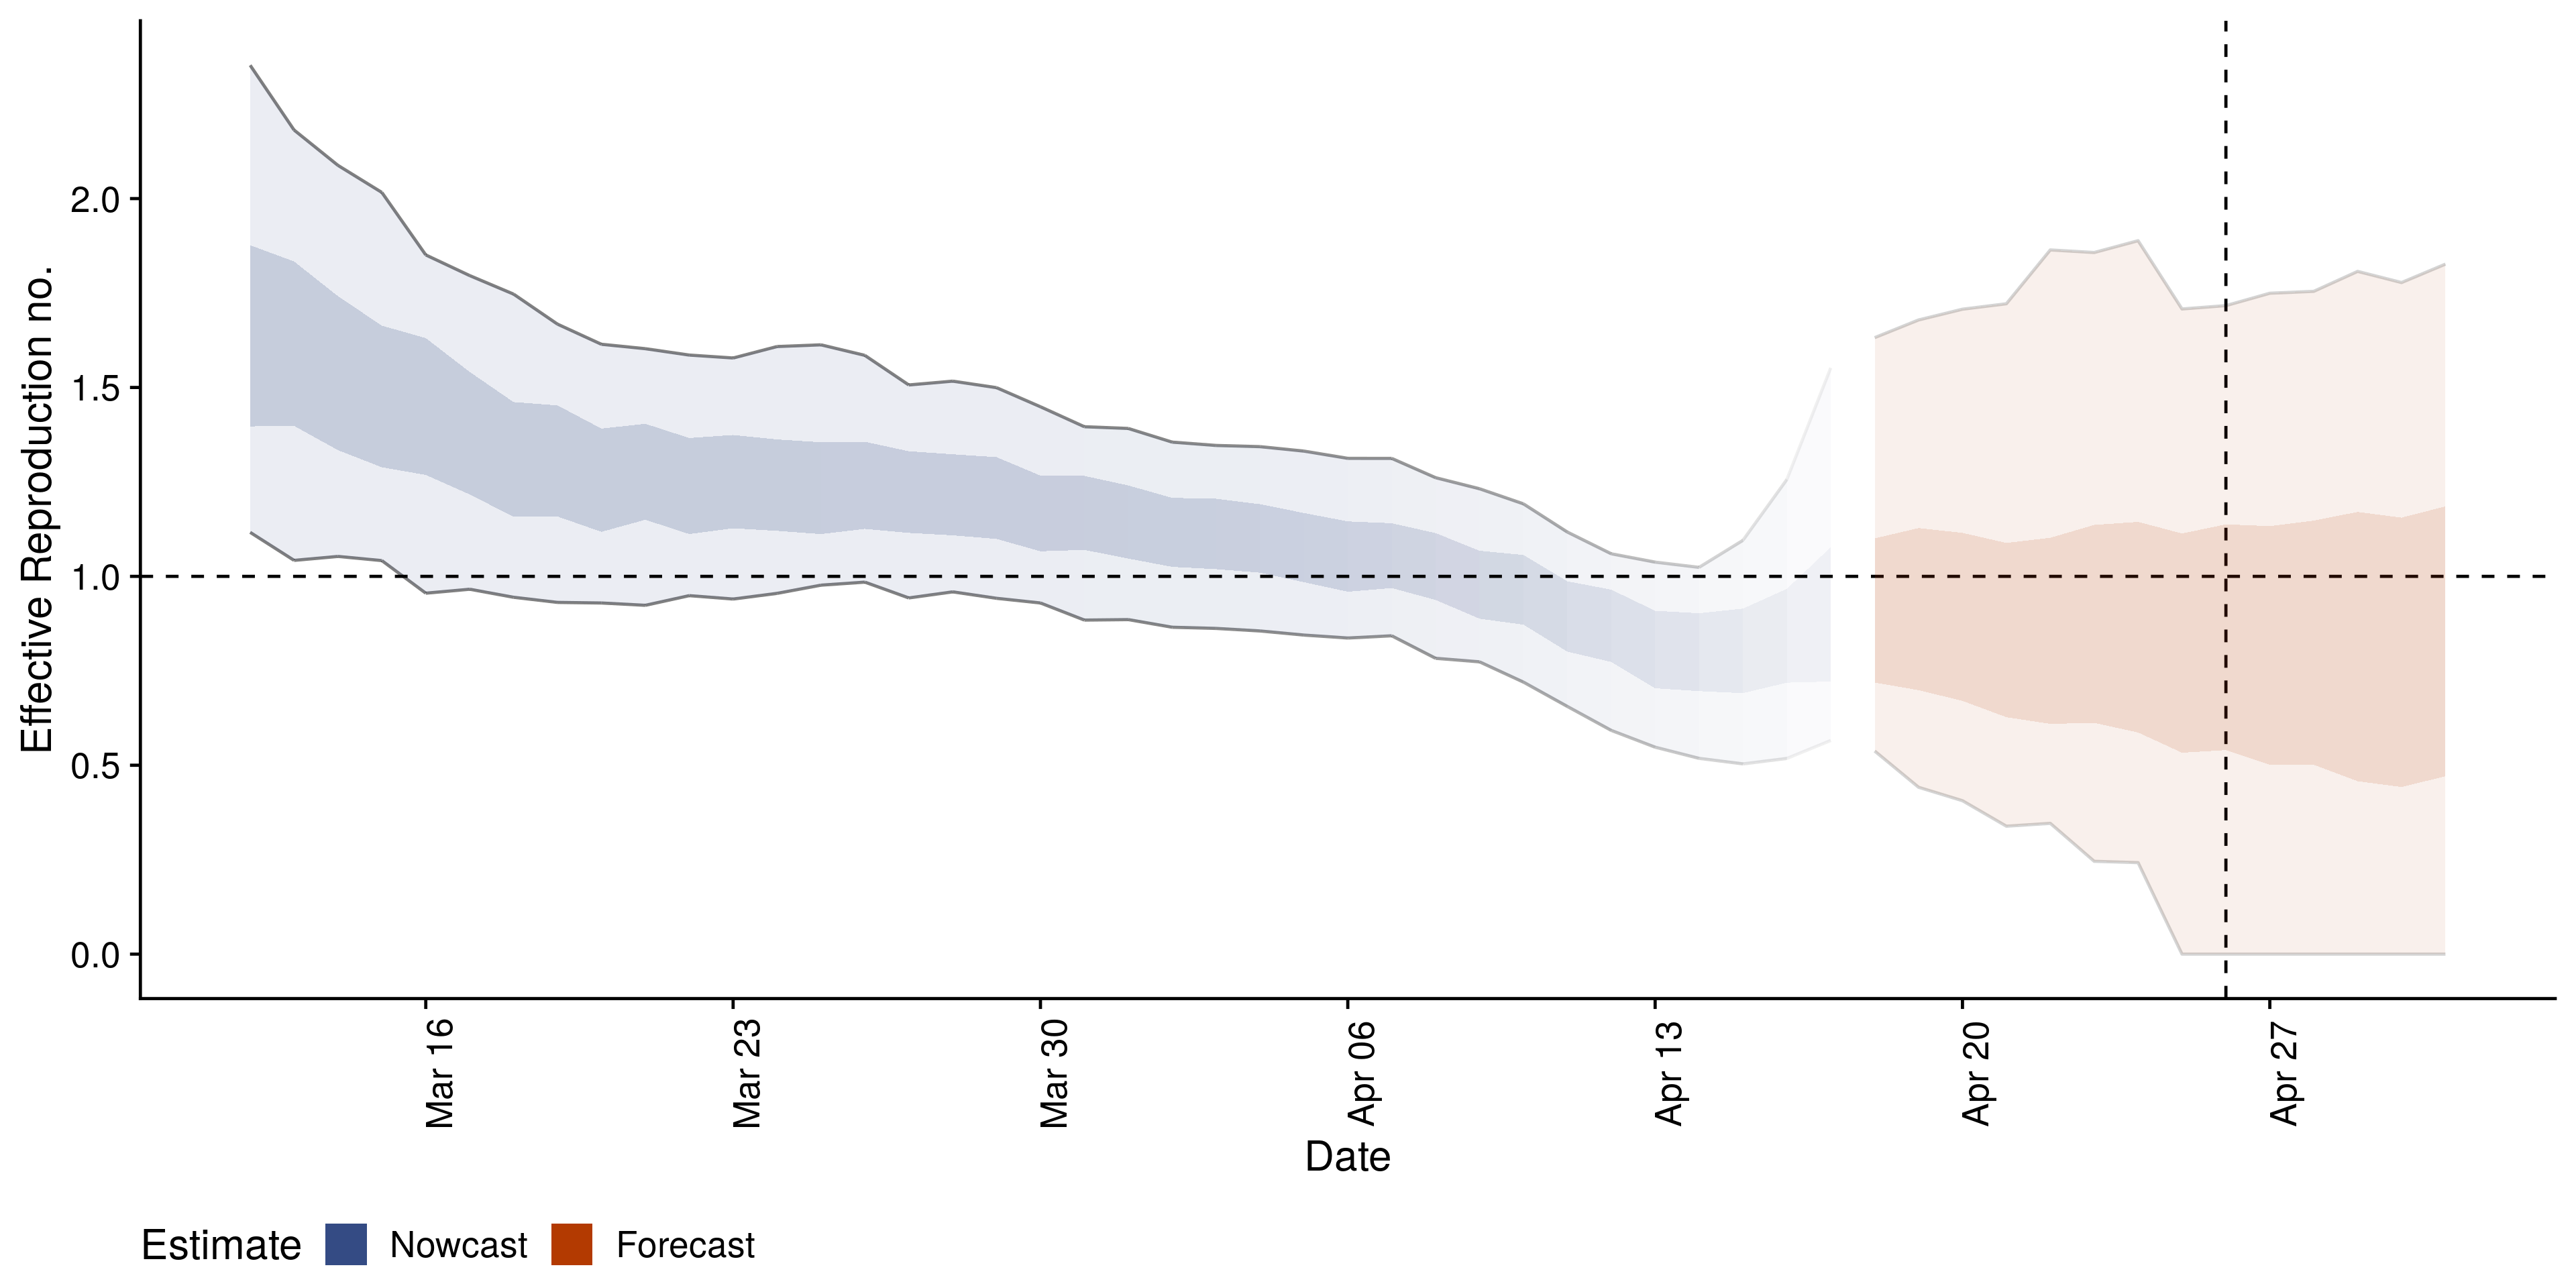 Effective Reproduction no.
2.0
1.5
1.0
0.5
0.0
Mar 16
Mar 23
Mar 30
Apr 06
Apr 13
Apr 20
Apr 27
Date
Estimate Nowcast Forecast